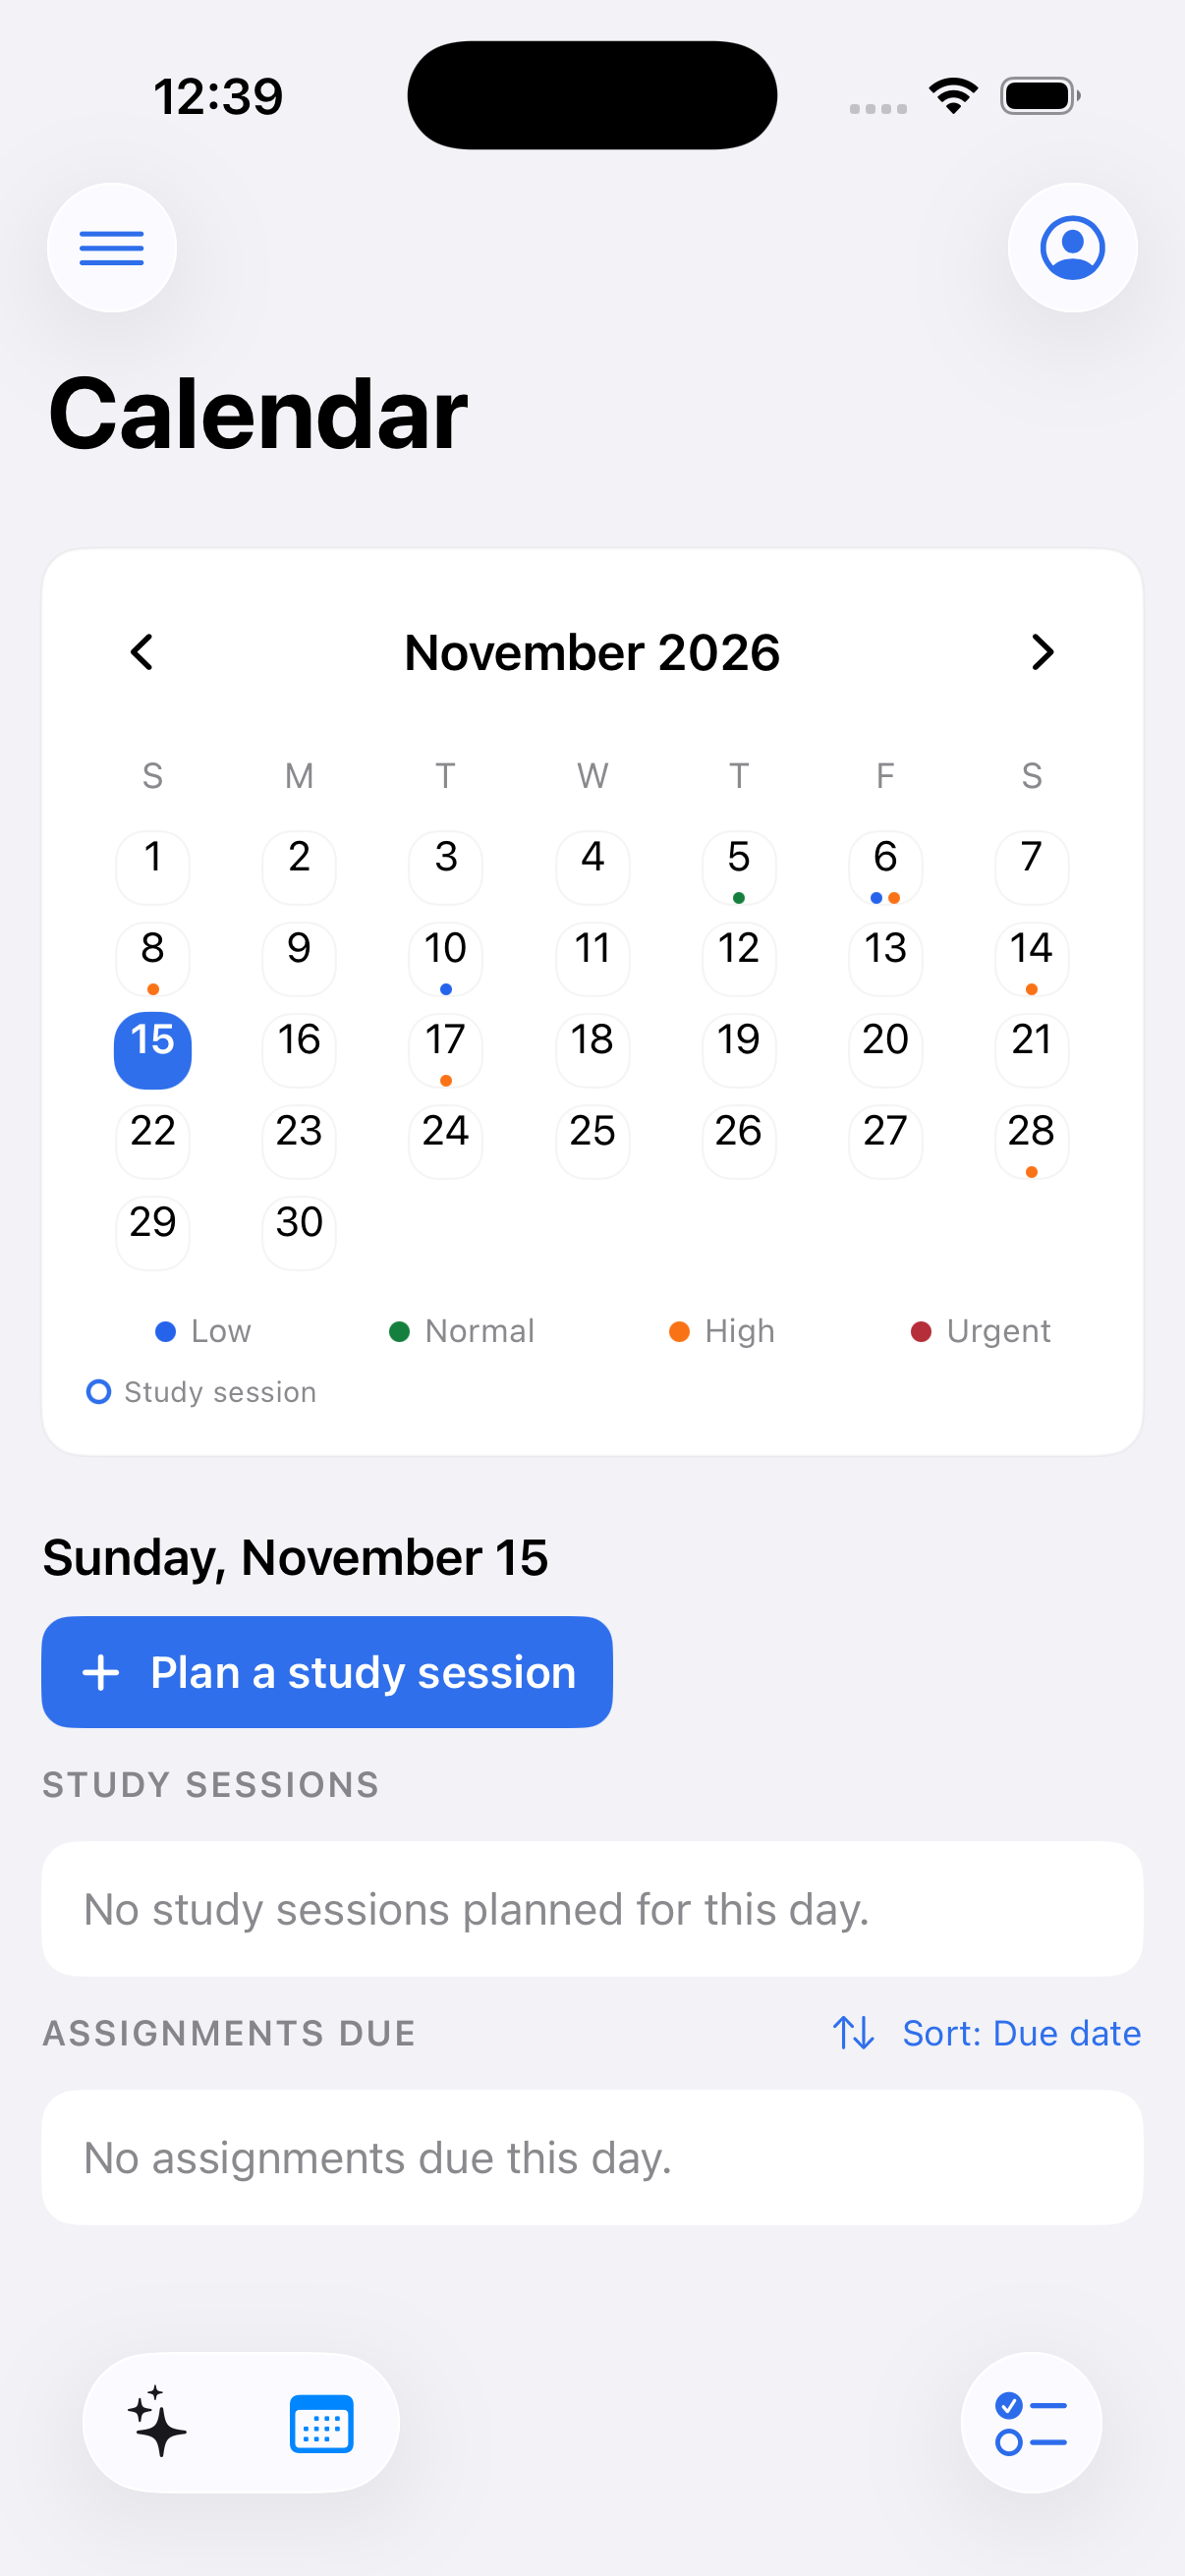 12:39
Calendar
November 2026
S M T W T F S
1 2 3 4 5 6 7
8 9 10 11 12 13 14
15 16 17 18 19 20 21
22 23 24 25 26 27 28
29 30
Low Normal High Urgent
Study session
Sunday, November 15
Plan a study session
STUDY SESSIONS
No study sessions planned for this day.
ASSIGNMENTS DUE Sort: Due date
No assignments due this day.